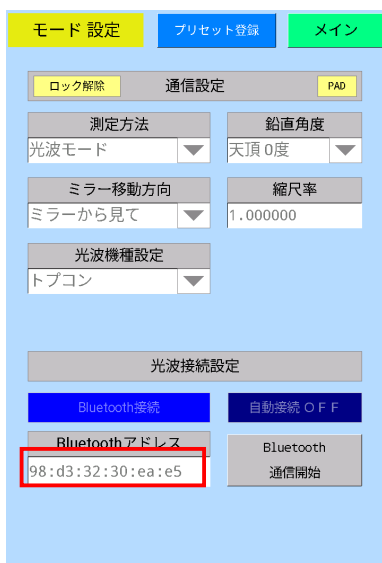 モード 設定 プリセット登録 メイン
ロック解除 通信設定 PAD
測定方法 鉛直角度
光波モード 天頂 0度
ミラー移動方向 縮尺率
ミラーから見て 1.000000
光波機種設定
トプコン
光波接続設定
Bluetooth接続 自動接続 OFF
Bluetoothアドレス Bluetooth
98:d3:32:30:ea:e5 通信開始